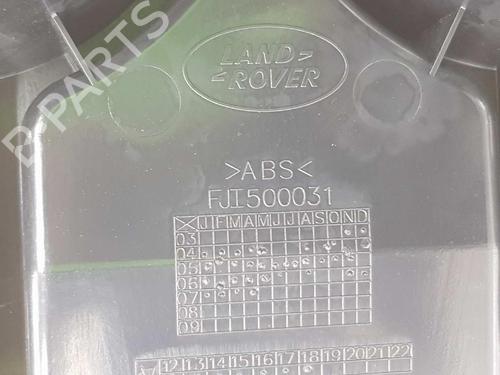 B-PARTS
LAND
ROVER
>ABS<
FJI500031
J F M A M J J A S O N D
03
04
05
06
07
08
09
12 13 14 15 16 17 18 19 20 21 22